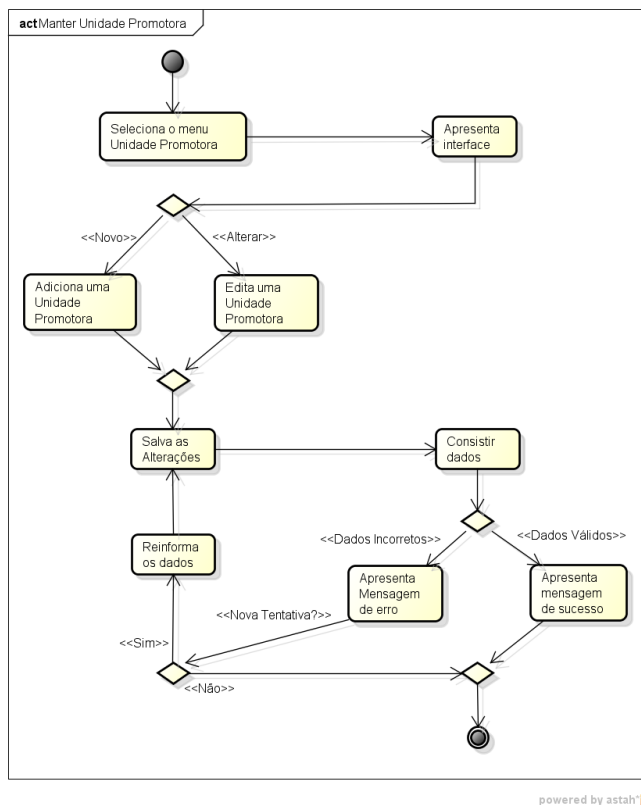 act Manter Unidade Promotora
Seleciona o menu
Unidade Promotora
Apresenta
interface
<<Novo>>
<<Alterar>>
Adiciona uma
Unidade
Promotora
Edita uma
Unidade
Promotora
Salva as
Alterações
Consistir
dados
<<Dados Incorretos>>
<<Dados Válidos>>
Reinforma
os dados
Apresenta
Mensagem
de erro
Apresenta
mensagem
de sucesso
<<Nova Tentativa?>>
<<Sim>>
<<Não>>
powered by astah